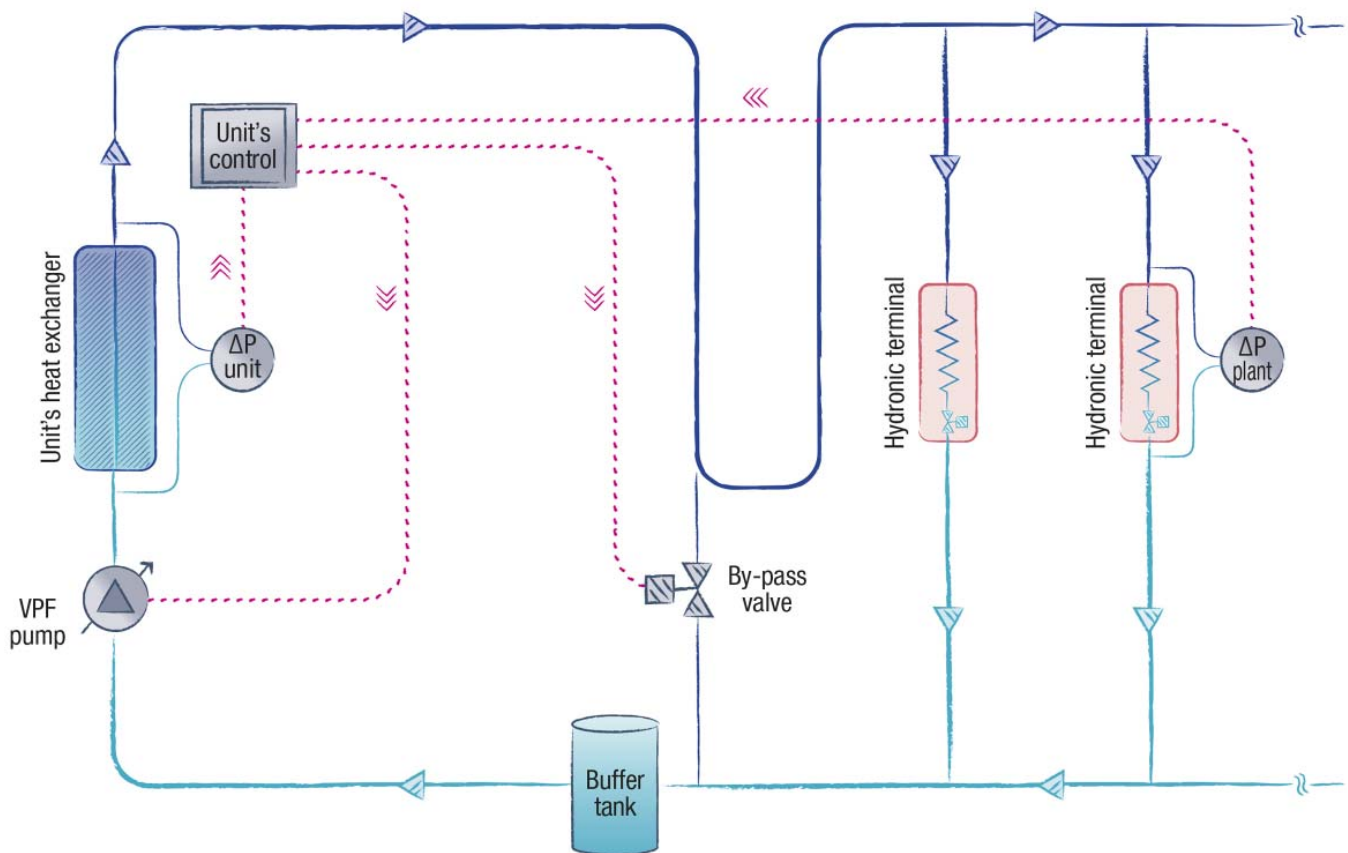 Unit's
control
Unit's heat exchanger
ΔP
unit
Hydronic terminal
Hydronic terminal
ΔP
plant
VPF
pump
By-pass
valve
Buffer
tank